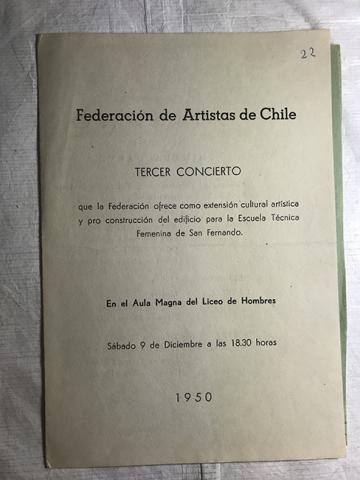 22
Federación de Artistas de Chile
TERCER CONCIERTO
que la Federación ofrece como extensión cultural artística
y pro construcción del edificio para la Escuela Técnica
Femenina de San Fernando.
En el Aula Magna del Liceo de Hombres
Sábado 9 de Diciembre a las 18.30 horas
1950